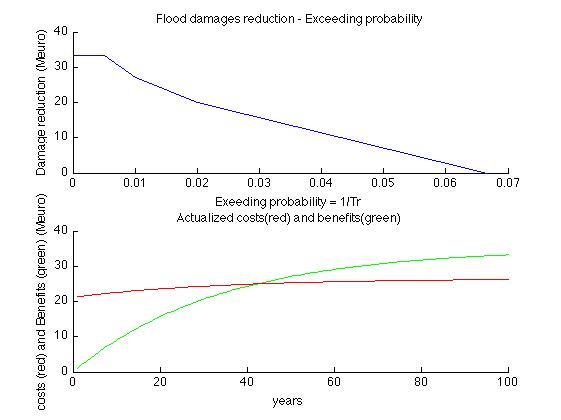 Flood damages reduction - Exceeding probability
Damage reduction (Meuro)
40
30
20
10
0
0 0.01 0.02 0.03 0.04 0.05 0.06 0.07
Exeeding probability = 1/Tr
Actualized costs(red) and benefits(green)
costs (red) and Benefits (green) (Meuro)
40
30
20
10
0
0 20 40 60 80 100
years